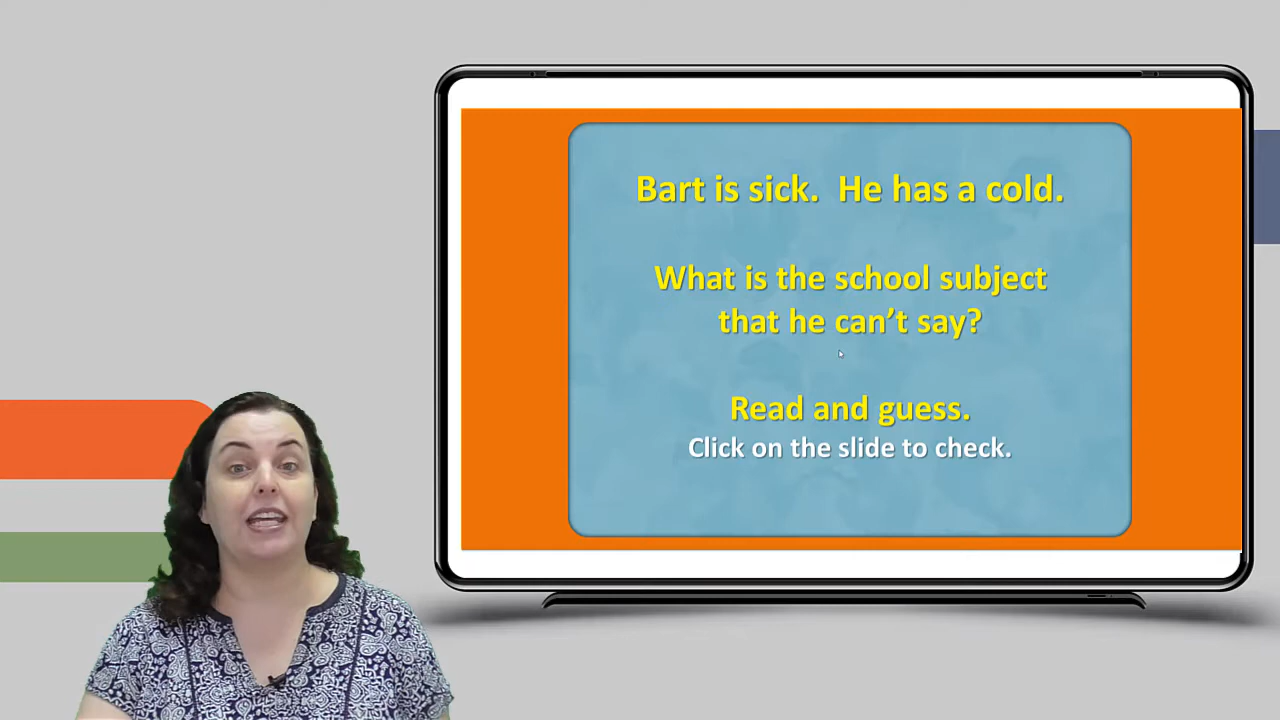 Bart is sick.  He has a cold.
What is the school subject
that he can’t say?
Read and guess.
Click on the slide to check.